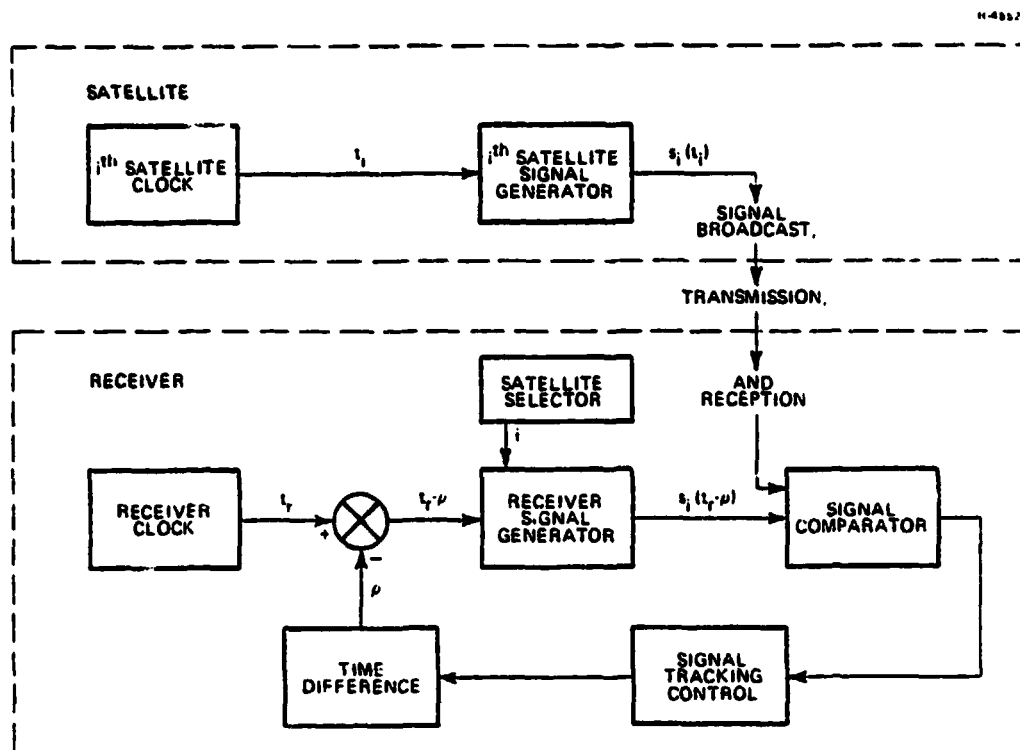 SATELLITE
ith SATELLITE
CLOCK
ti
ith SATELLITE
SIGNAL
GENERATOR
si (ti)
SIGNAL
BROADCAST,
TRANSMISSION,
AND
RECEPTION
RECEIVER
SATELLITE
SELECTOR
i
RECEIVER
CLOCK
tr
+
−
tr-μ
RECEIVER
SIGNAL
GENERATOR
si (tr-μ)
SIGNAL
COMPARATOR
μ
TIME
DIFFERENCE
SIGNAL
TRACKING
CONTROL